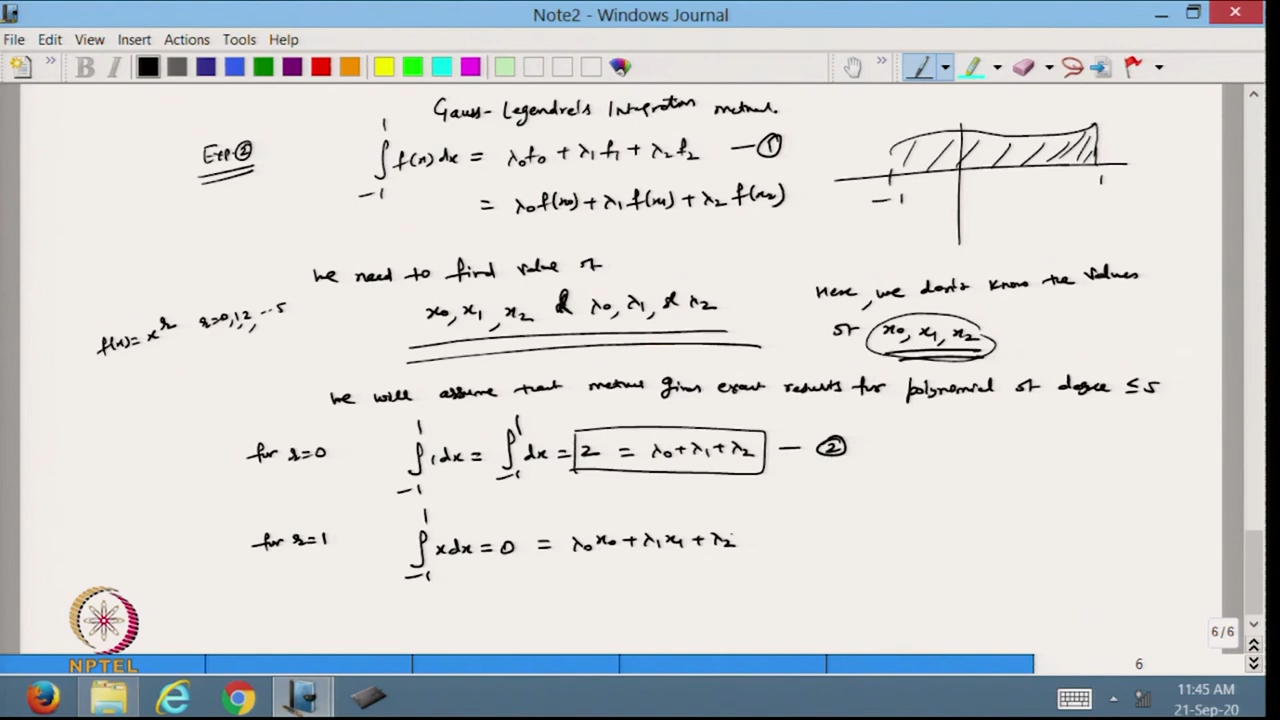 Note2 - Windows Journal
File Edit View Insert Actions Tools Help
Gauss-Legendre's Integration method.
Exp ②
∫_{-1}^{1} f(x)dx = λ0f0 + λ1f1 + λ2f2 — ①
= λ0f(x0) + λ1f(x1) + λ2f(x2)
-1 1
We need to find value of
x0, x1, x2 & λ0, λ1, & λ2
f(x) = x^r r=0,1,2, ...5
Here, we don't know the values
of x0, x1, x2
We will assume that method gives exact results for polynomial of degree ≤ 5
for r=0 ∫_{-1}^{1} 1dx = ∫_{-1}^{1} dx = 2 = λ0+λ1+λ2 — ②
for r=1 ∫_{-1}^{1} xdx = 0 = λ0x0 + λ1x1 + λ2
NPTEL
6/6
6
11:45 AM
21-Sep-20